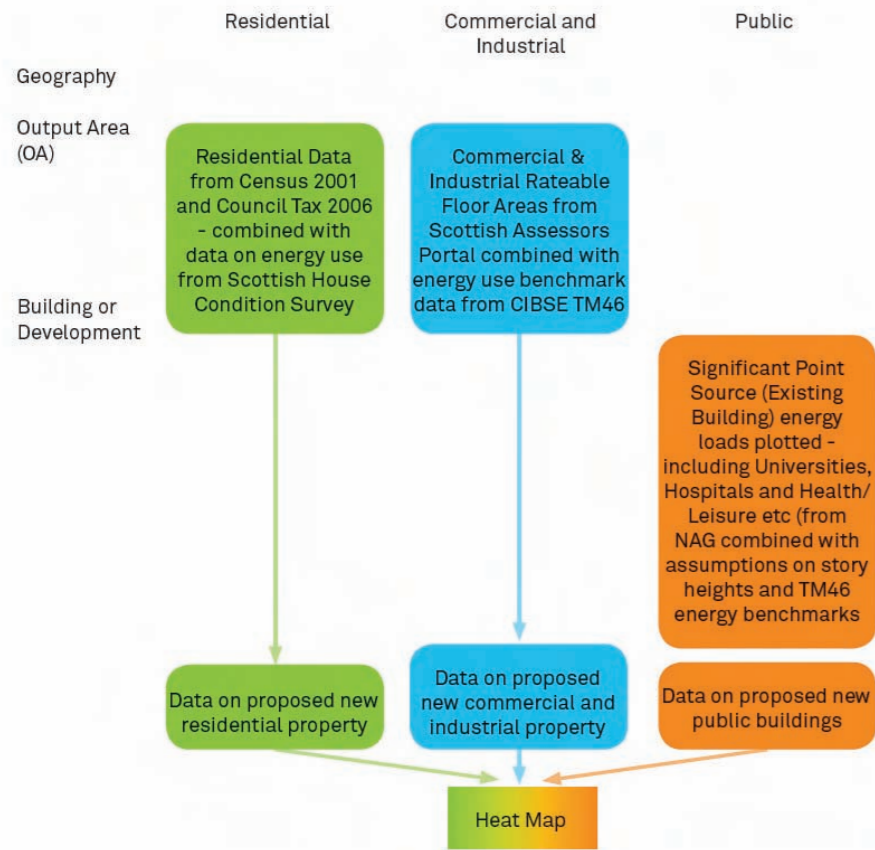 Residential
Commercial and
Industrial
Public
Geography
Output Area
(OA)
Residential Data
from Census 2001
and Council Tax 2006
- combined with
data on energy use
from Scottish House
Condition Survey
Commercial &
Industrial Rateable
Floor Areas from
Scottish Assessors
Portal combined with
energy use benchmark
data from CIBSE TM46
Building or
Development
Significant Point
Source (Existing
Building) energy
loads plotted -
including Universities,
Hospitals and Health/
Leisure etc (from
NAG combined with
assumptions on story
heights and TM46
energy benchmarks
Data on proposed new
residential property
Data on proposed
new commercial and
industrial property
Data on proposed new
public buildings
Heat Map